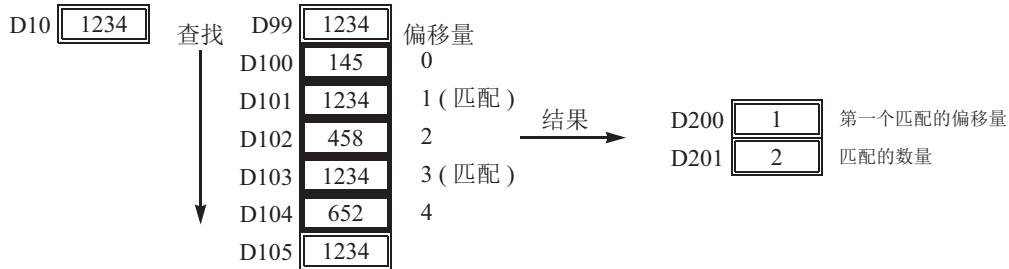 D10 1234 查找 D99 1234 偏移量
D100 145 0
D101 1234 1 ( 匹配 )
D102 458 2
D103 1234 3 ( 匹配 )
D104 652 4
D105 1234
结果
D200 1 第一个匹配的偏移量
D201 2 匹配的数量